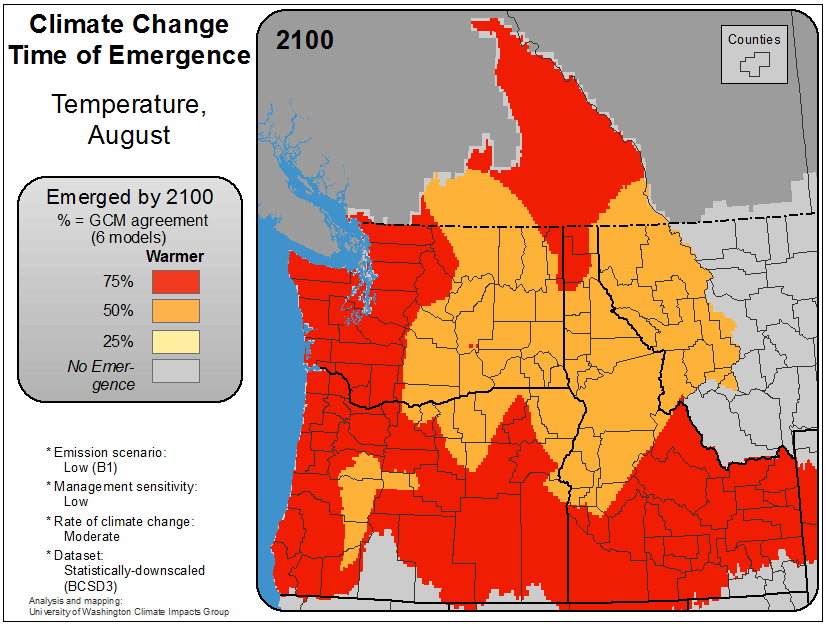 Climate Change
Time of Emergence
Temperature,
August
Emerged by 2100
% = GCM agreement
(6 models)
Warmer
75%
50%
25%
No Emer-
gence
* Emission scenario:
Low (B1)
* Management sensitivity:
Low
* Rate of climate change:
Moderate
* Dataset:
Statistically-downscaled
(BCSD3)
Analysis and mapping:
University of Washington Climate Impacts Group
2100
Counties